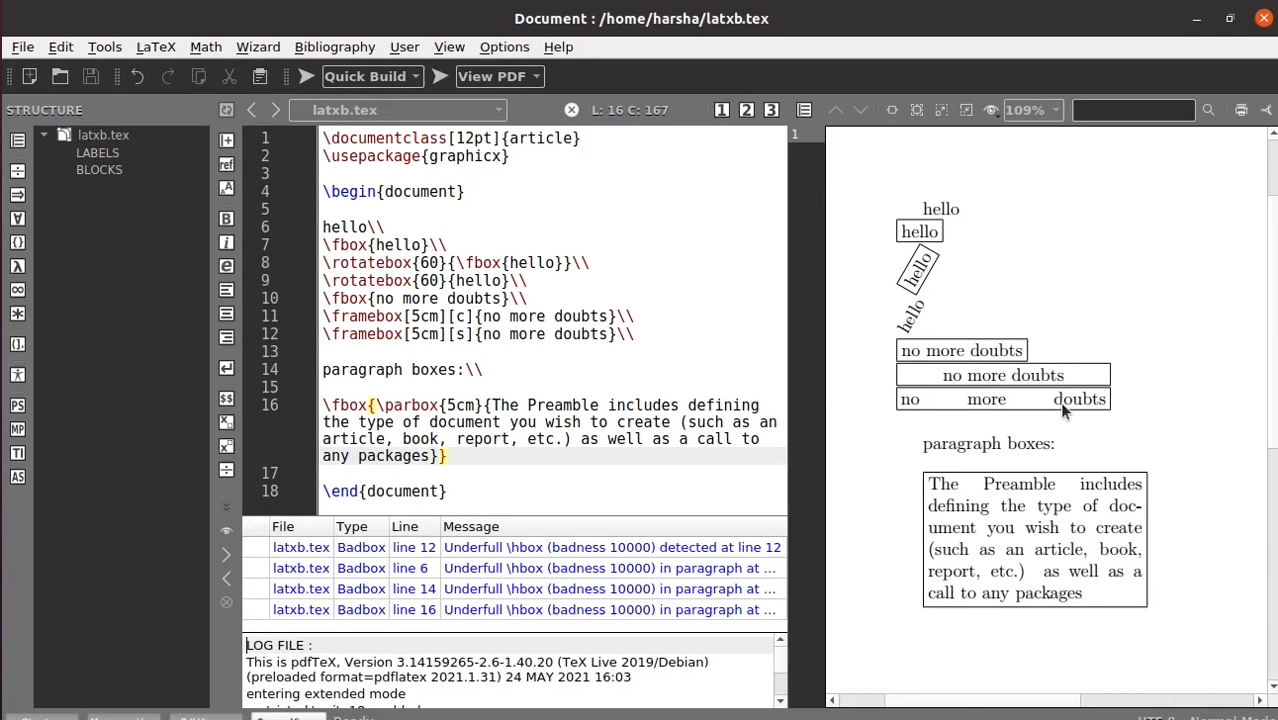 Document : /home/harsha/latxb.tex
File Edit Tools LaTeX Math Wizard Bibliography User View Options Help
Quick Build View PDF
STRUCTURE latxb.tex L: 16 C: 167 1 2 3 109%
latxb.tex
LABELS
BLOCKS
1 \documentclass[12pt]{article}
2 \usepackage{graphicx}
3
4 \begin{document}
5
6 hello\\
7 \fbox{hello}\\
8 \rotatebox{60}{\fbox{hello}}\\
9 \rotatebox{60}{hello}\\
10 \fbox{no more doubts}\\
11 \framebox[5cm][c]{no more doubts}\\
12 \framebox[5cm][s]{no more doubts}\\
13
14 paragraph boxes:\\
15
16 \fbox{\parbox{5cm}{The Preamble includes defining
the type of document you wish to create (such as an
article, book, report, etc.) as well as a call to
any packages}}
17
18 \end{document}
File Type Line Message
latxb.tex Badbox line 12 Underfull \hbox (badness 10000) detected at line 12
latxb.tex Badbox line 6 Underfull \hbox (badness 10000) in paragraph at ...
latxb.tex Badbox line 14 Underfull \hbox (badness 10000) in paragraph at ...
latxb.tex Badbox line 16 Underfull \hbox (badness 10000) in paragraph at ...
LOG FILE :
This is pdfTeX, Version 3.14159265-2.6-1.40.20 (TeX Live 2019/Debian)
(preloaded format=pdflatex 2021.1.31) 24 MAY 2021 16:03
entering extended mode
1
hello
hello
hello
hello
no more doubts
no more doubts
no more doubts
paragraph boxes:
The Preamble includes
defining the type of doc-
ument you wish to create
(such as an article, book,
report, etc.) as well as a
call to any packages